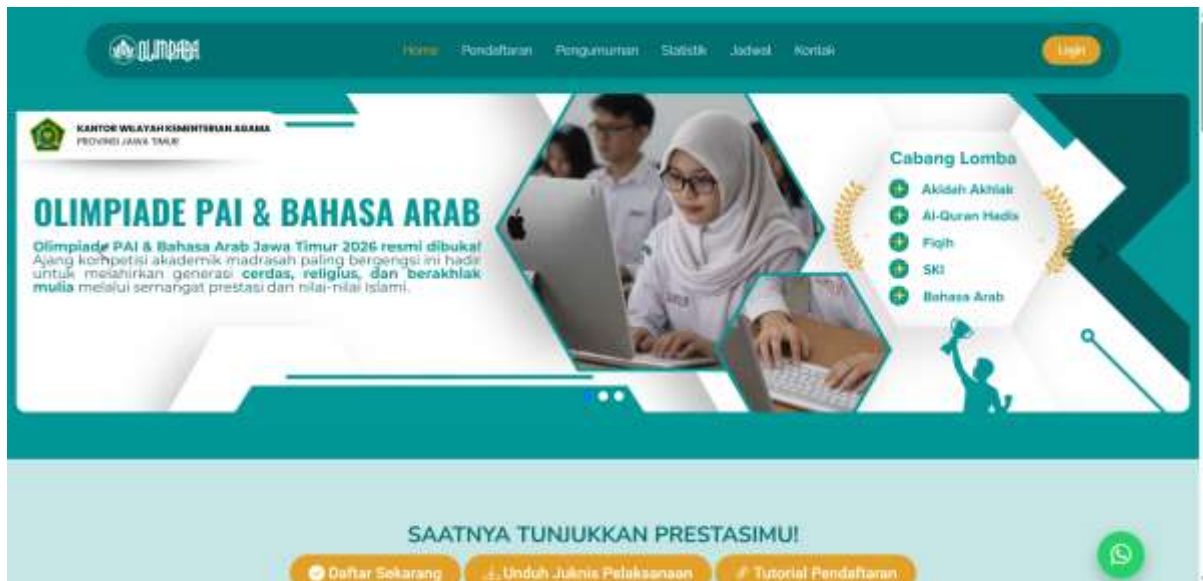 OLIMPABA
Home Pendaftaran Pengumuman Statistik Jadwal Kontak Login
KANTOR WILAYAH KEMENTERIAN AGAMA
PROVINSI JAWA TIMUR
OLIMPIADE PAI & BAHASA ARAB
Olimpiade PAI & Bahasa Arab Jawa Timur 2026 resmi dibuka!
Ajang kompetisi akademik madrasah paling bergengsi ini hadir
untuk melahirkan generasi cerdas, religius, dan berakhlak
mulia melalui semangat prestasi dan nilai-nilai Islami.
Cabang Lomba
Akidah Akhlak
Al-Quran Hadis
Fiqih
SKI
Bahasa Arab
SAATNYA TUNJUKKAN PRESTASIMU!
Daftar Sekarang Unduh Juknis Pelaksanaan Tutorial Pendaftaran